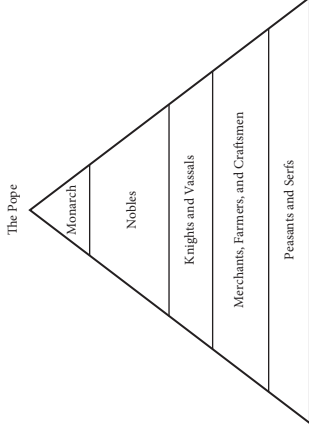 The Pope
Monarch
Nobles
Knights and Vassals
Merchants, Farmers, and Craftsmen
Peasants and Serfs